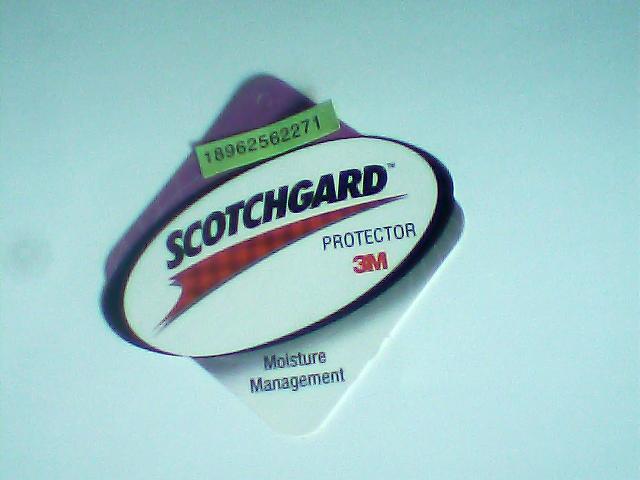 18962562271
SCOTCHGARD™
PROTECTOR
3M
Moisture
Management